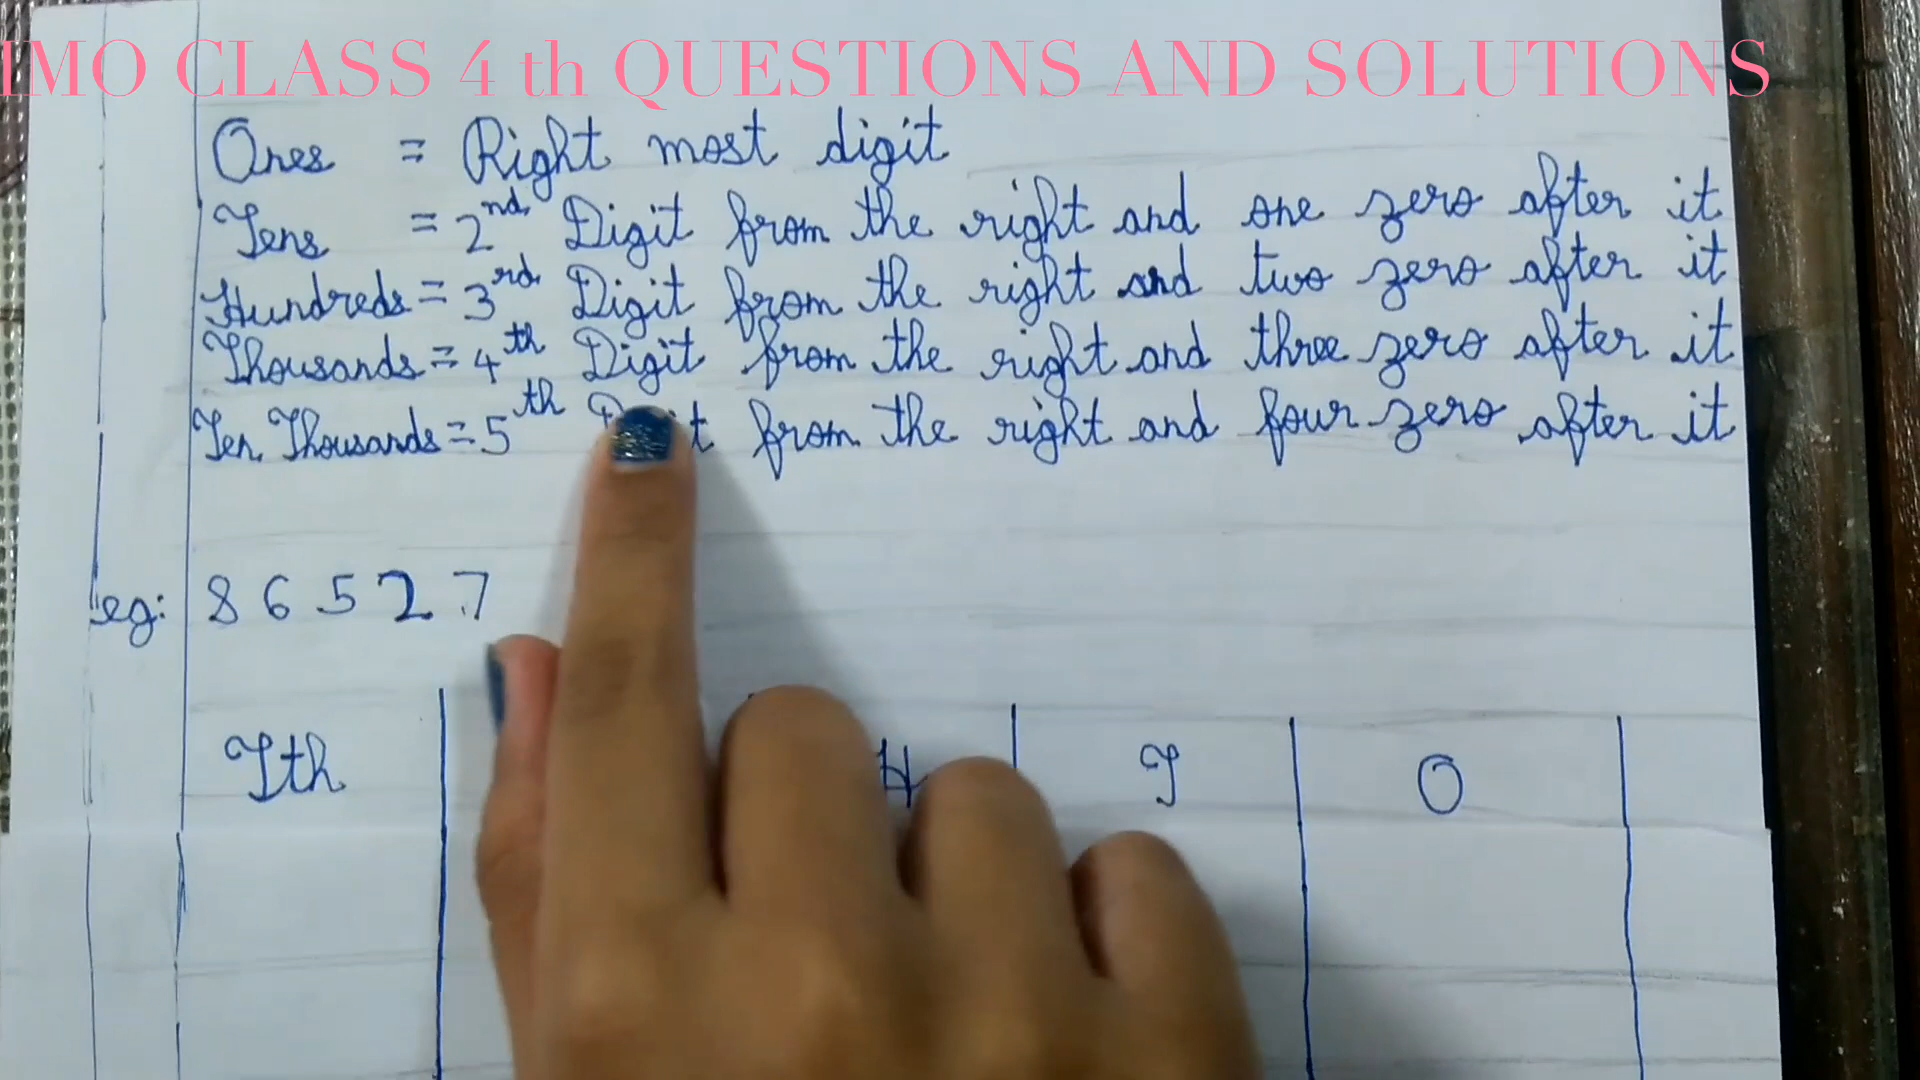 IMO CLASS 4 th QUESTIONS AND SOLUTIONS
Ones = Right most digit
Tens = 2nd Digit from the right and one zero after it
Hundreds = 3rd Digit from the right and two zero after it
Thousands = 4th Digit from the right and three zero after it
Ten Thousands = 5th from the right and four zero after it
eg: 8 6 5 2 7
Tth H T O